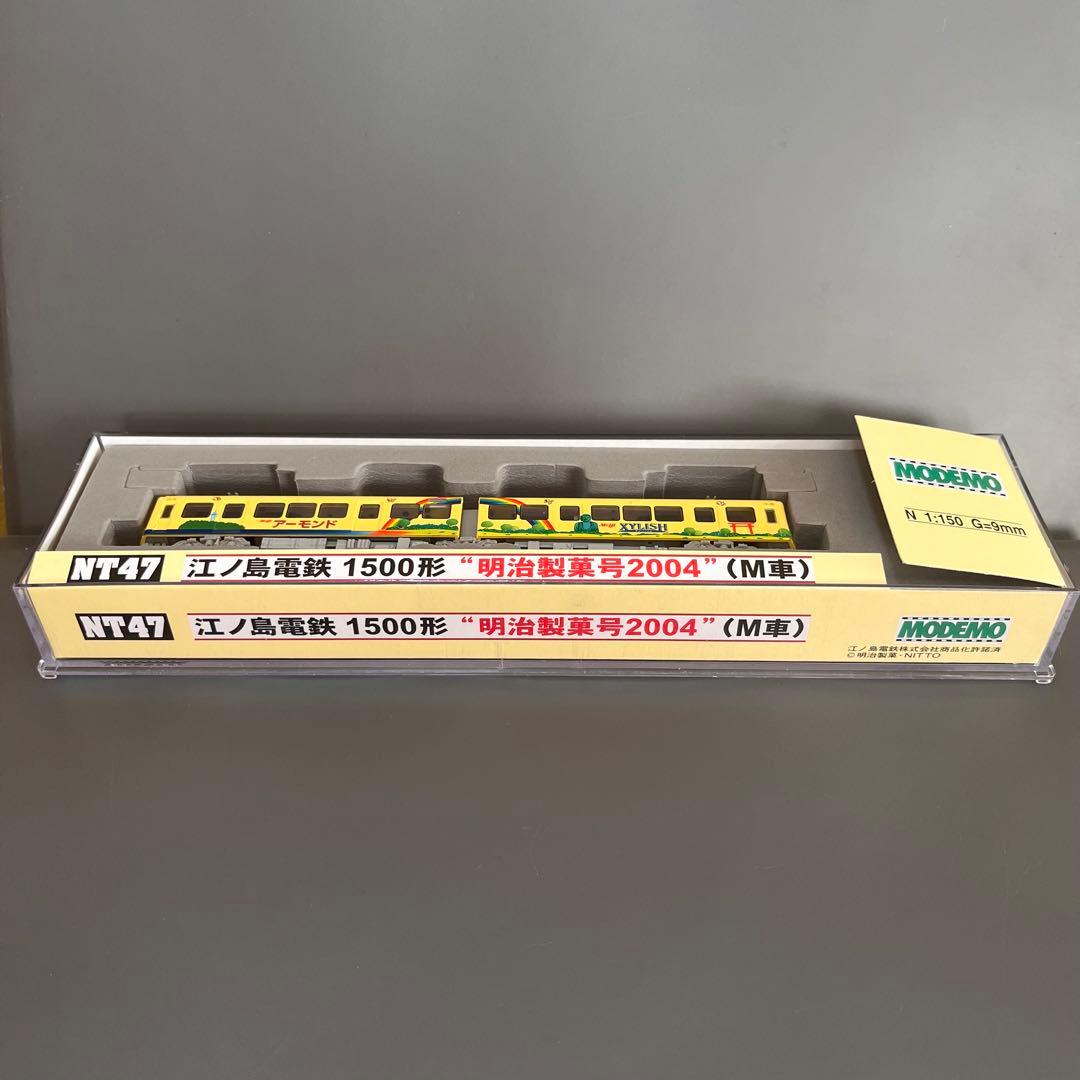 MODEMO
N 1:150 G=9mm
アーモンド
XYLISH
NT47 江ノ島電鉄 1500形 “明治製菓号2004”（M車）
NT47 江ノ島電鉄 1500形 “明治製菓号2004”（M車）
MODEMO
江ノ島電鉄株式会社商品化許諾済
©明治製菓・NITTO